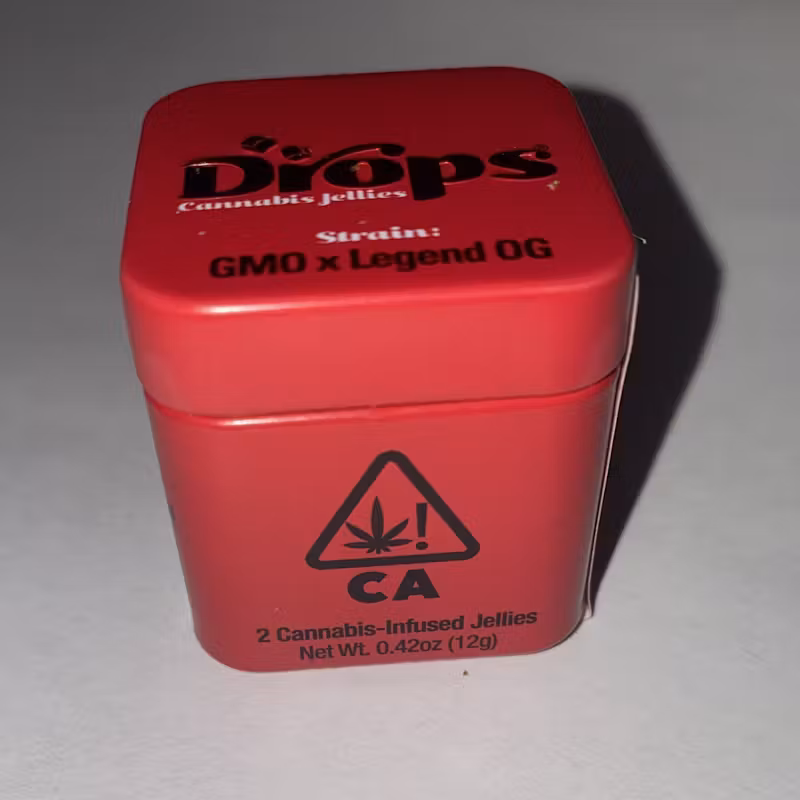 Drops
Cannabis Jellies
Strain:
GMO x Legend OG
!
CA
2 Cannabis-Infused Jellies
Net Wt. 0.42oz (12g)